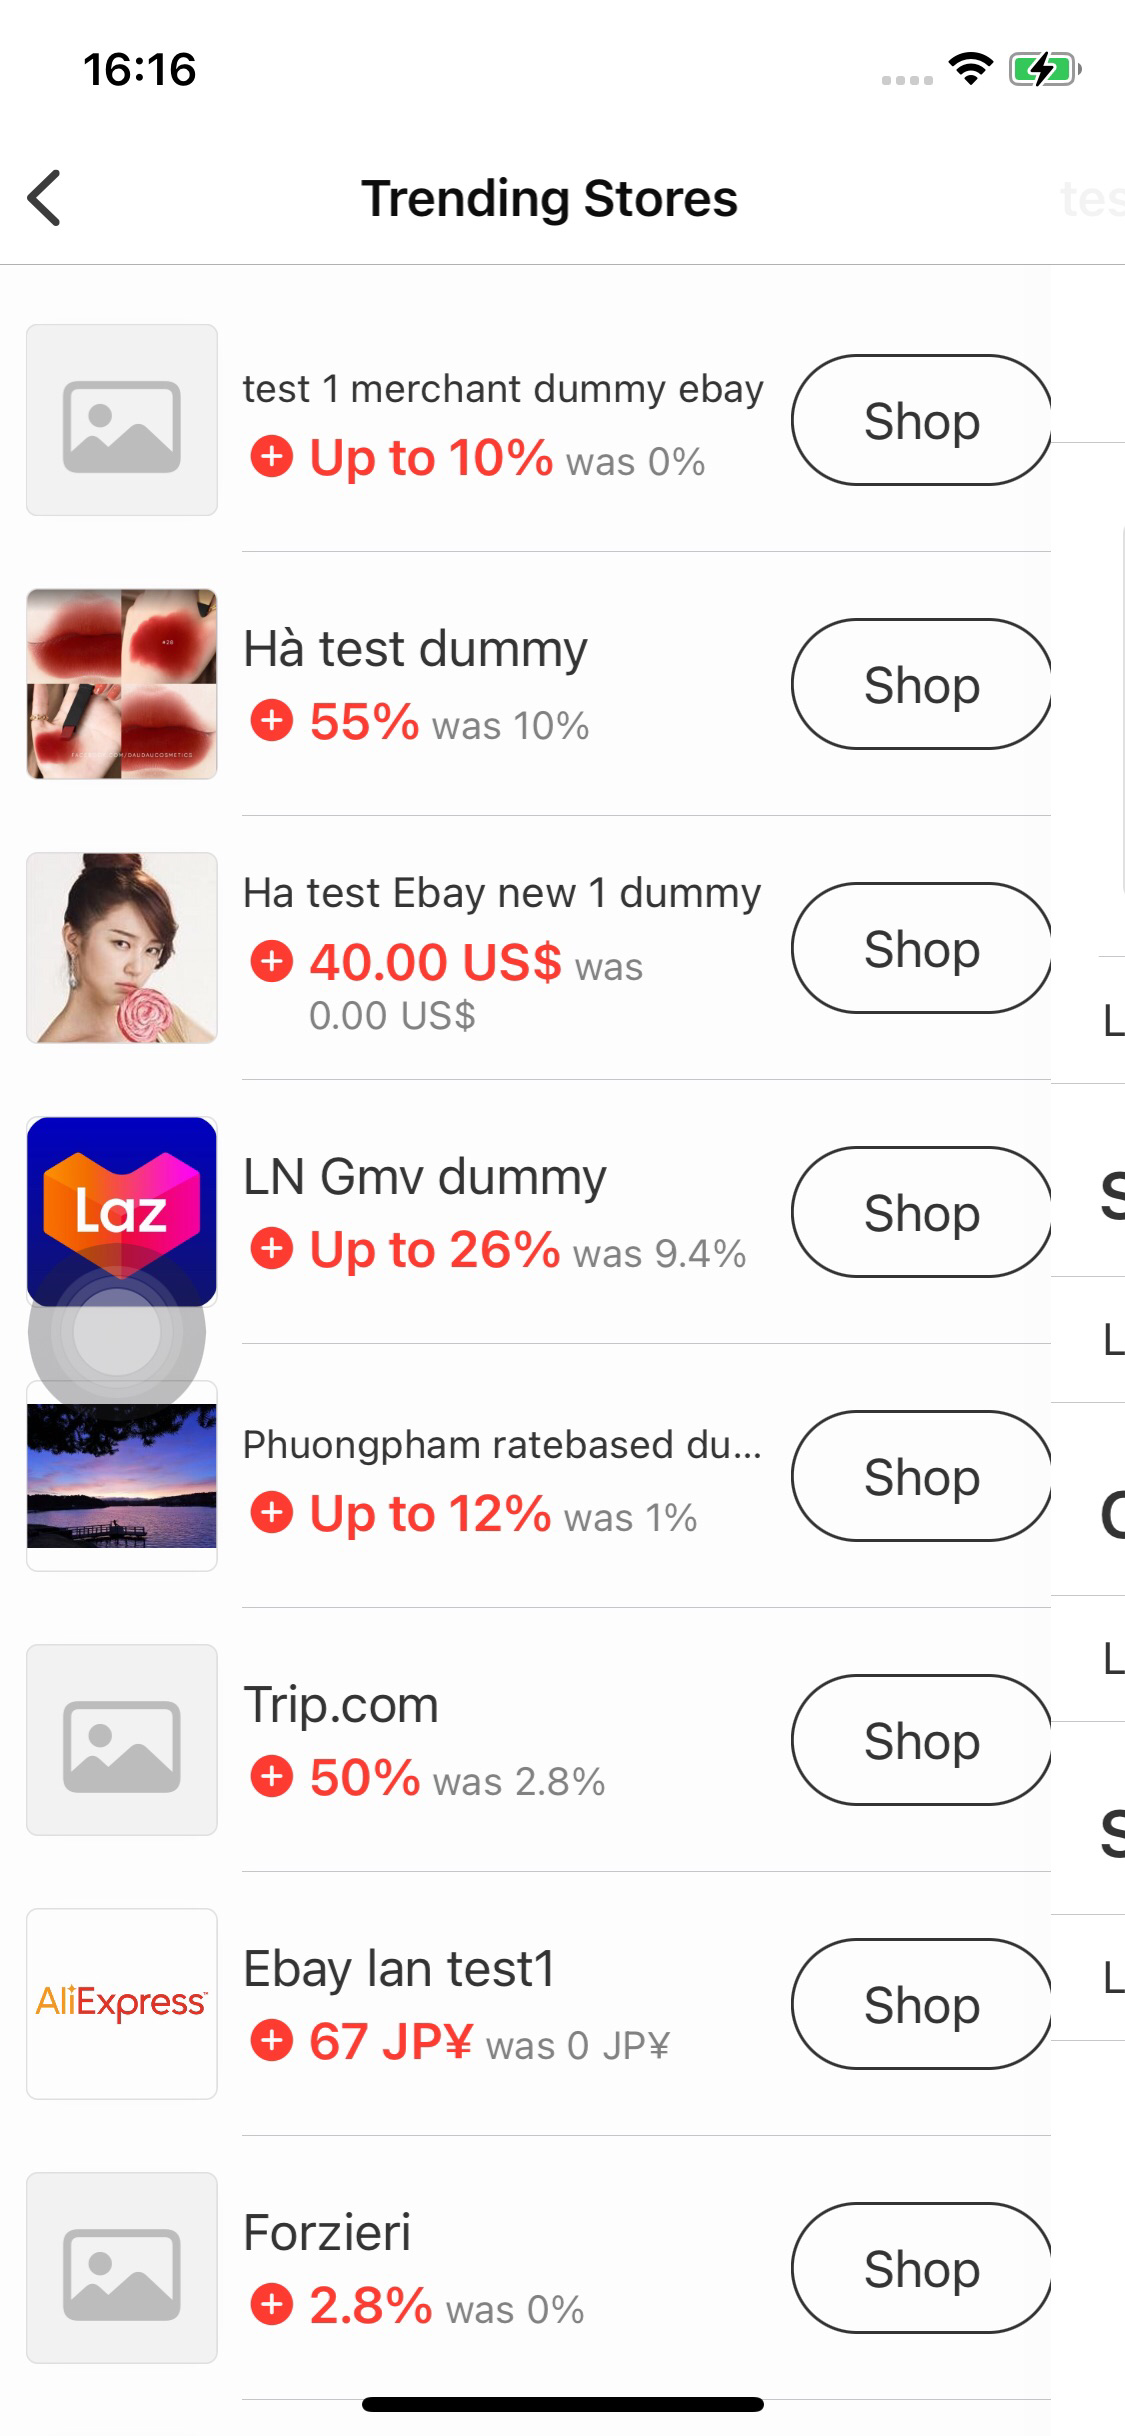 16:16
Trending Stores
tes
test 1 merchant dummy ebay
Up to 10% was 0%
Shop
Hà test dummy
55% was 10%
Shop
Ha test Ebay new 1 dummy
40.00 US$ was
0.00 US$
Shop
L
Laz
LN Gmv dummy
Up to 26% was 9.4%
Shop
S
L
Phuongpham ratebased du...
Up to 12% was 1%
Shop
Trip.com
50% was 2.8%
Shop
L
S
AliExpress
Ebay lan test1
67 JP¥ was 0 JP¥
Shop
L
Forzieri
2.8% was 0%
Shop